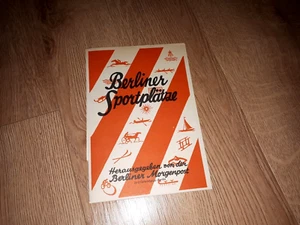 Berliner
Sportplätze
Herausgegeben von der
Berliner Morgenpost